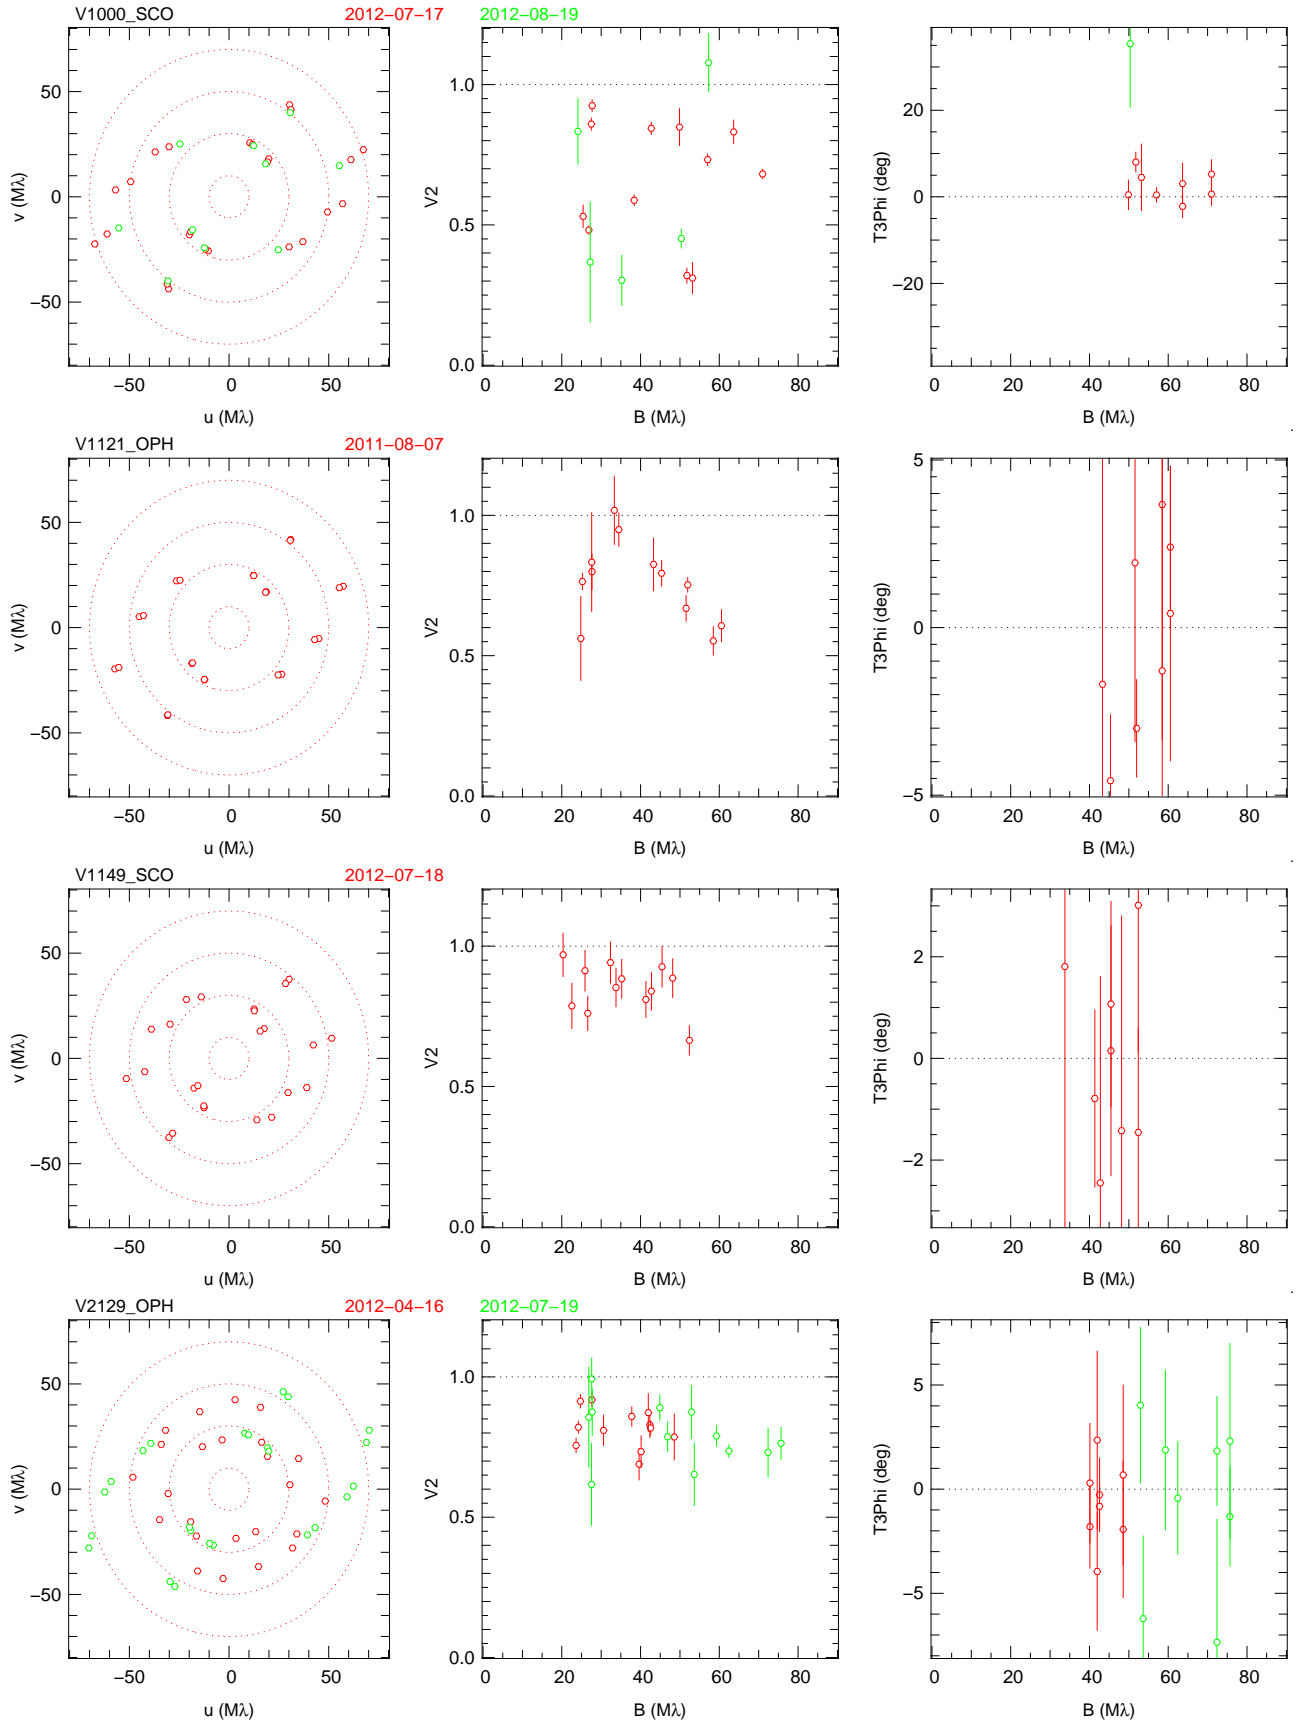 V1000_SCO 2012−07−17 2012−08−19
50
0
−50
v (Mλ)
−50 0 50
u (Mλ)
1.0
0.5
0.0
V2
0 20 40 60 80
B (Mλ)
20
0
−20
T3Phi (deg)
0 20 40 60 80
B (Mλ)
V1121_OPH 2011−08−07
50
0
−50
v (Mλ)
−50 0 50
u (Mλ)
1.0
0.5
0.0
V2
0 20 40 60 80
B (Mλ)
5
0
−5
T3Phi (deg)
0 20 40 60 80
B (Mλ)
V1149_SCO 2012−07−18
50
0
−50
v (Mλ)
−50 0 50
u (Mλ)
1.0
0.5
0.0
V2
0 20 40 60 80
B (Mλ)
2
0
−2
T3Phi (deg)
0 20 40 60 80
B (Mλ)
V2129_OPH 2012−04−16 2012−07−19
50
0
−50
v (Mλ)
−50 0 50
u (Mλ)
1.0
0.5
0.0
V2
0 20 40 60 80
B (Mλ)
5
0
−5
T3Phi (deg)
0 20 40 60 80
B (Mλ)